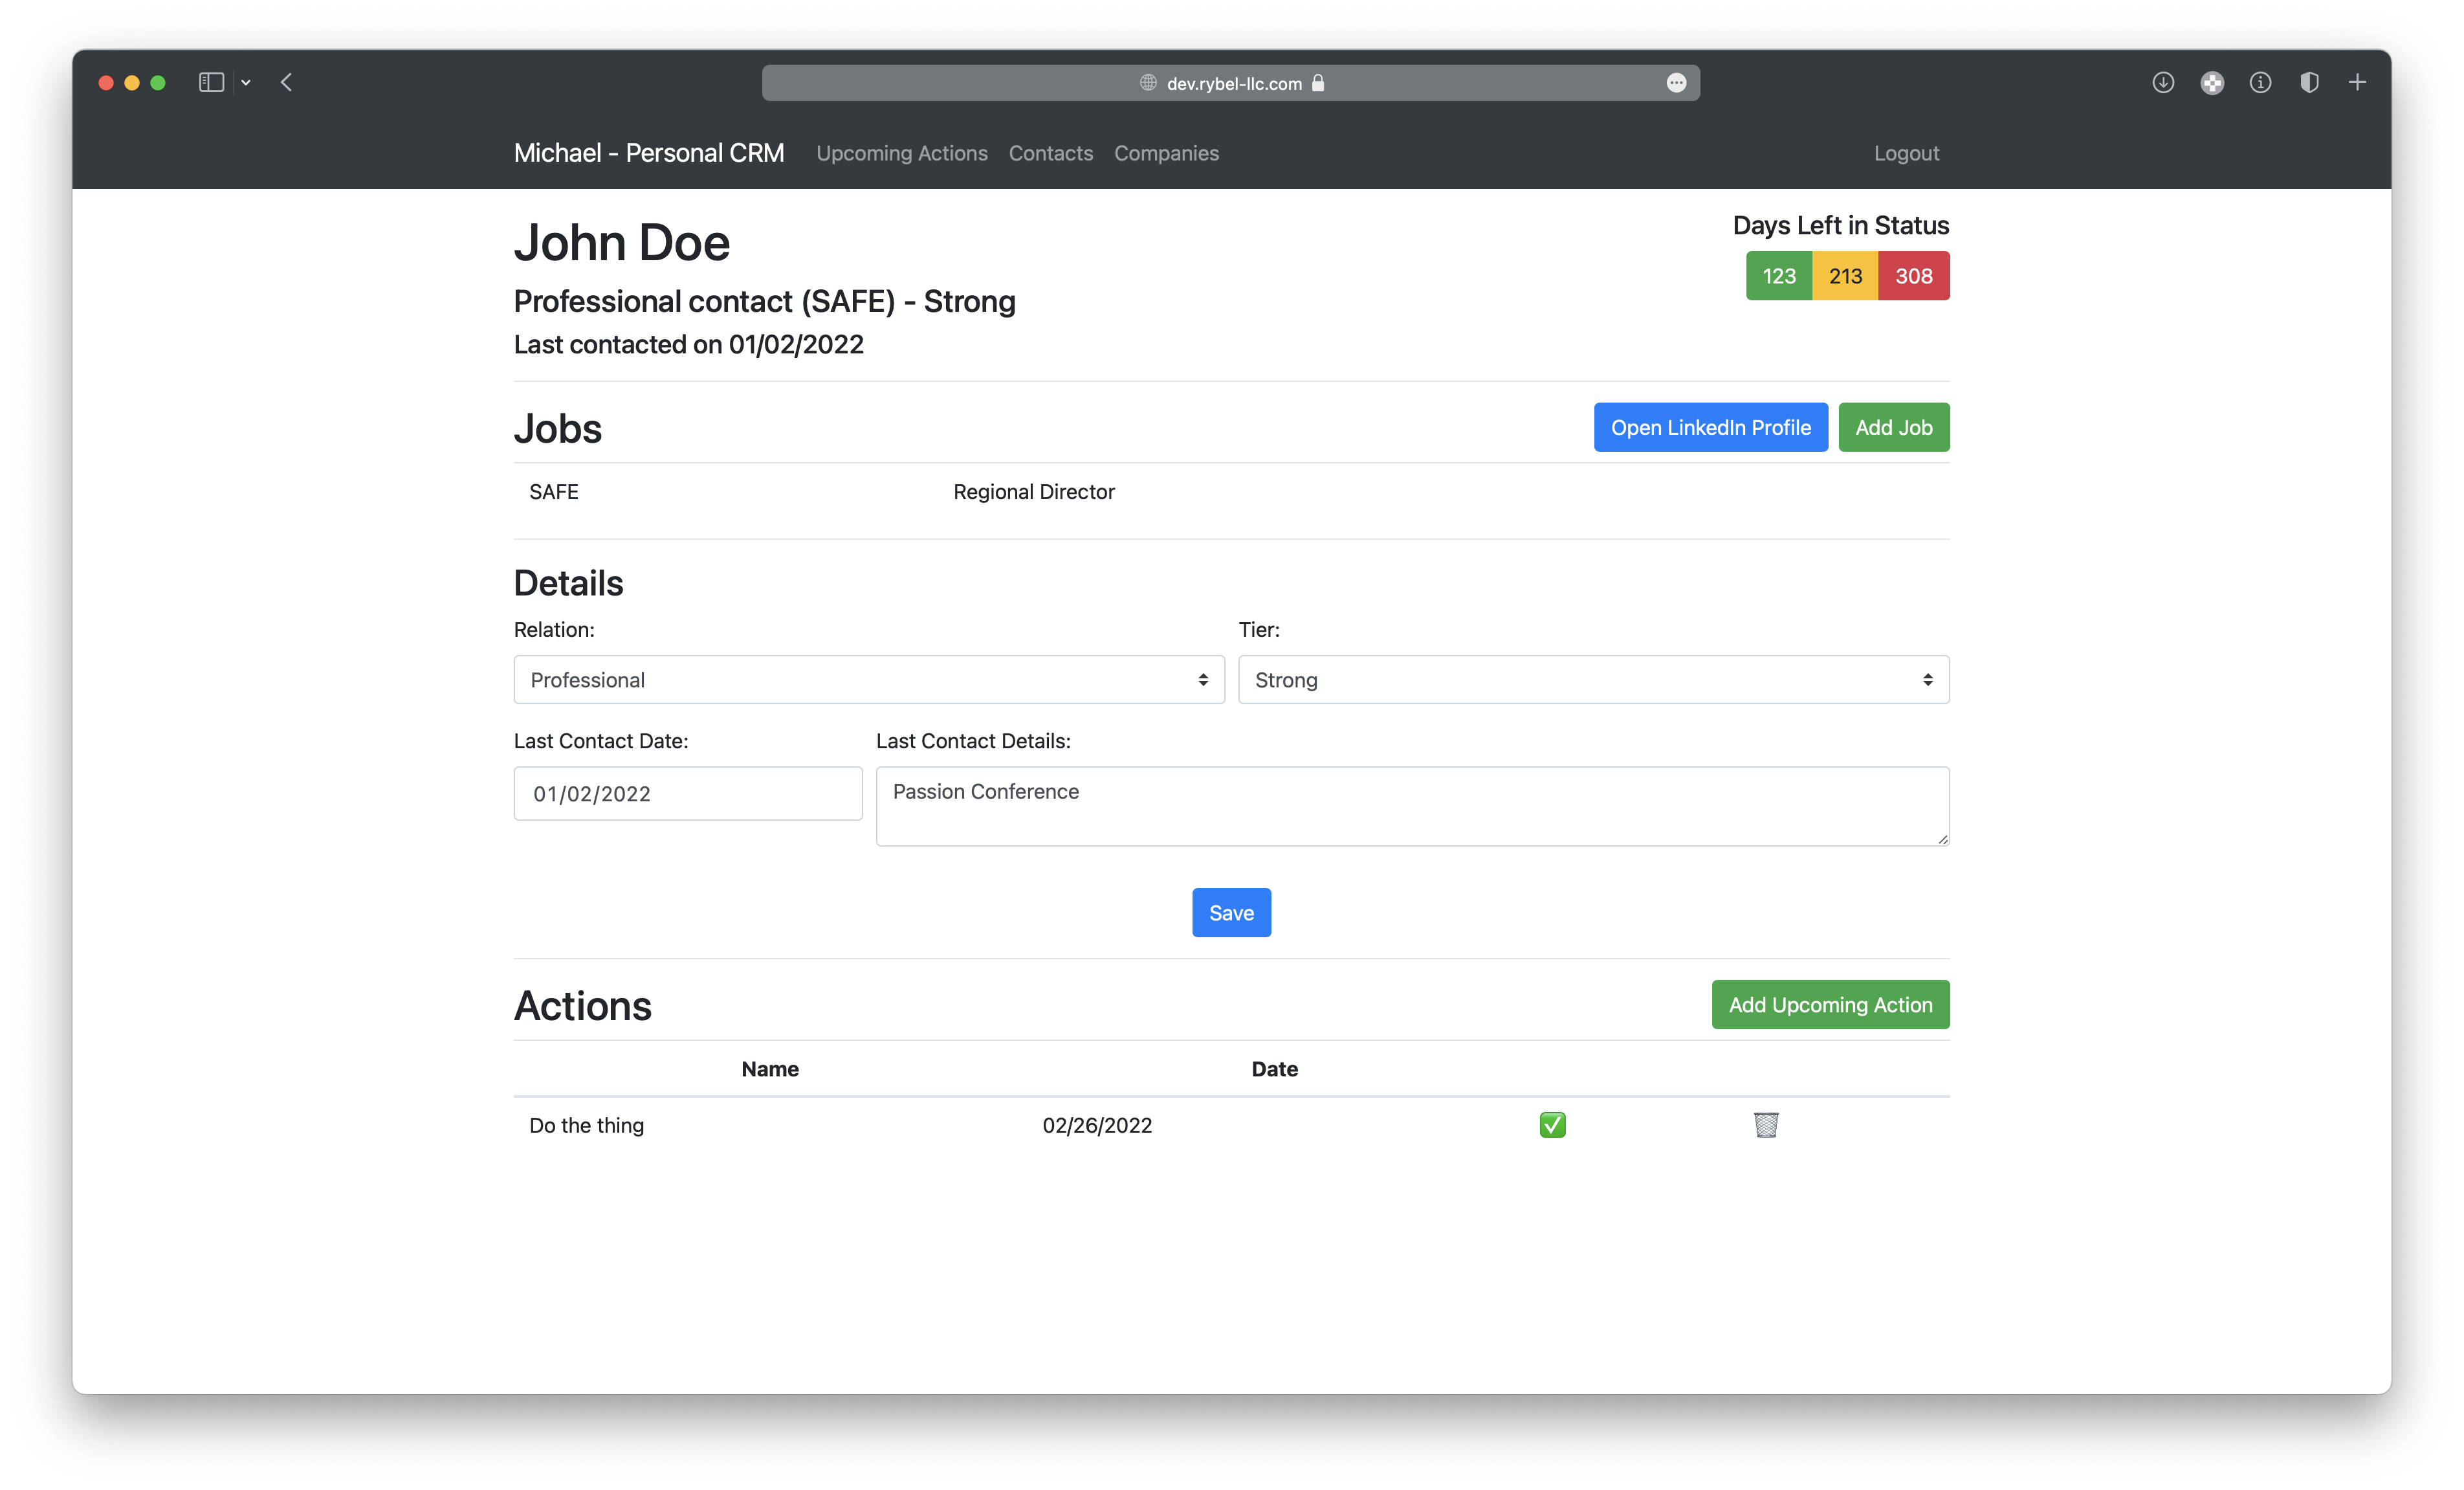 dev.rybel-llc.com
Michael - Personal CRM Upcoming Actions Contacts Companies Logout
John Doe
Days Left in Status
123 213 308
Professional contact (SAFE) - Strong
Last contacted on 01/02/2022
Jobs
Open LinkedIn Profile Add Job
SAFE Regional Director
Details
Relation: Tier:
Professional Strong
Last Contact Date: Last Contact Details:
01/02/2022 Passion Conference
Save
Actions
Add Upcoming Action
Name Date
Do the thing 02/26/2022